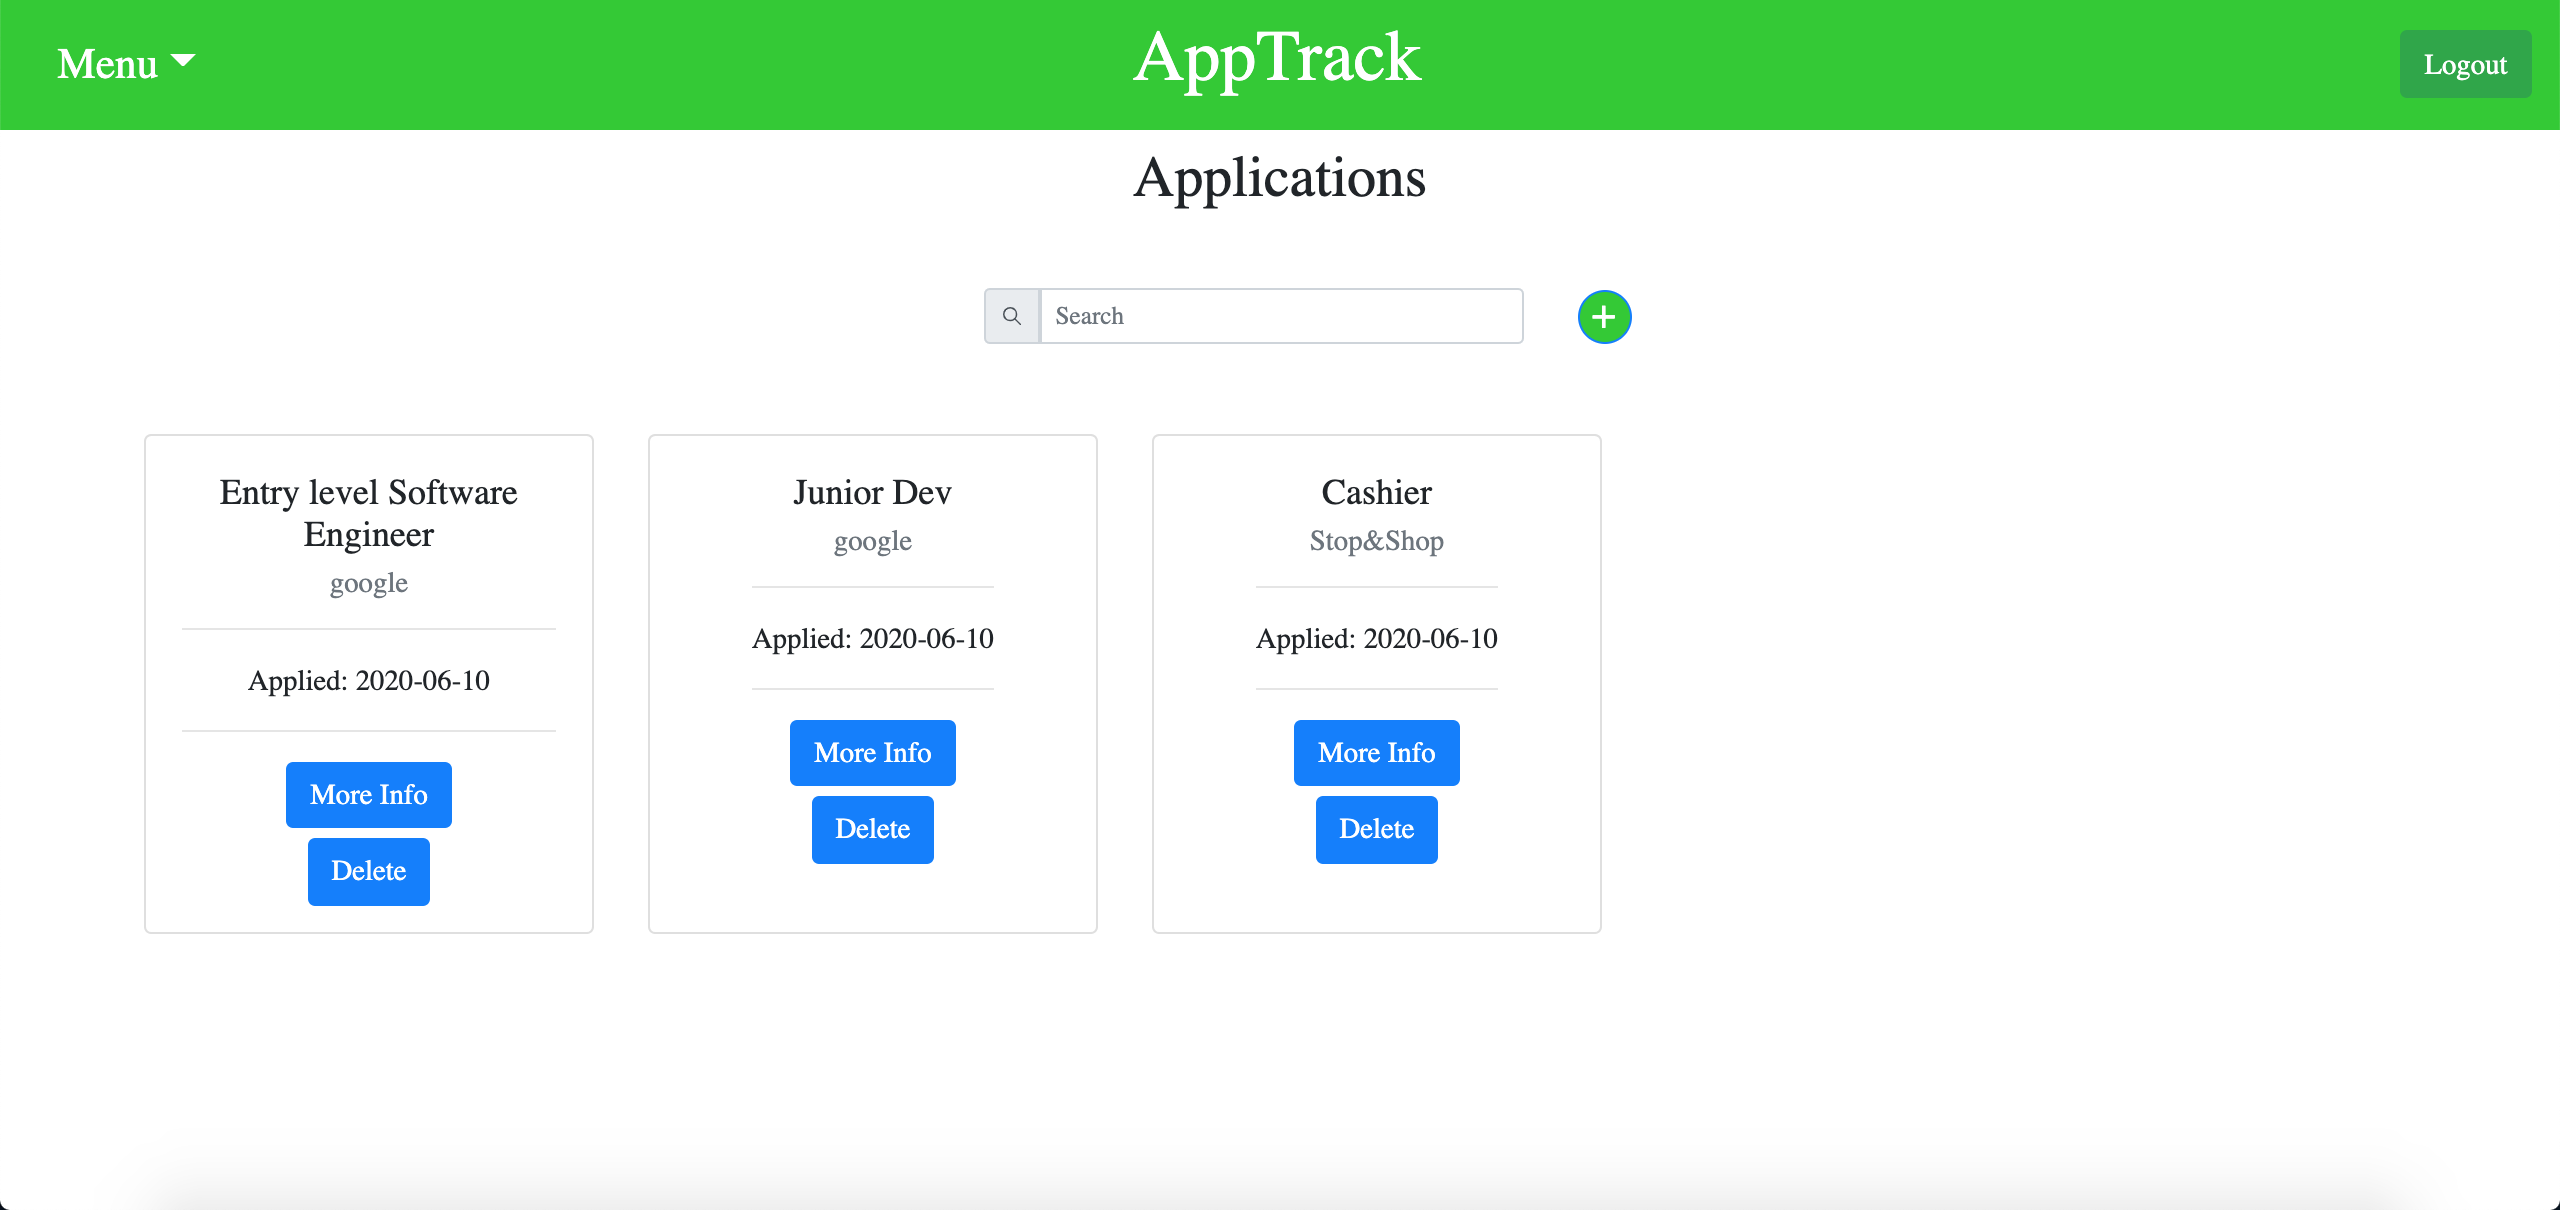 Menu
AppTrack
Logout
Applications
Search
Entry level Software
Engineer
google
Applied: 2020-06-10
More Info
Delete
Junior Dev
google
Applied: 2020-06-10
More Info
Delete
Cashier
Stop&Shop
Applied: 2020-06-10
More Info
Delete